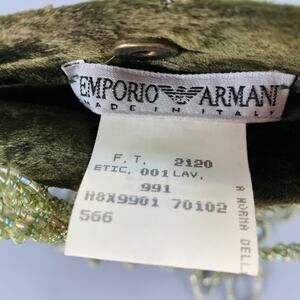 EMPORIO ARMANI
MADE IN ITALY
F.T. 2120
ETIC. 001 LAV.
991
H8X9901 70102
566
A NORMA DELL